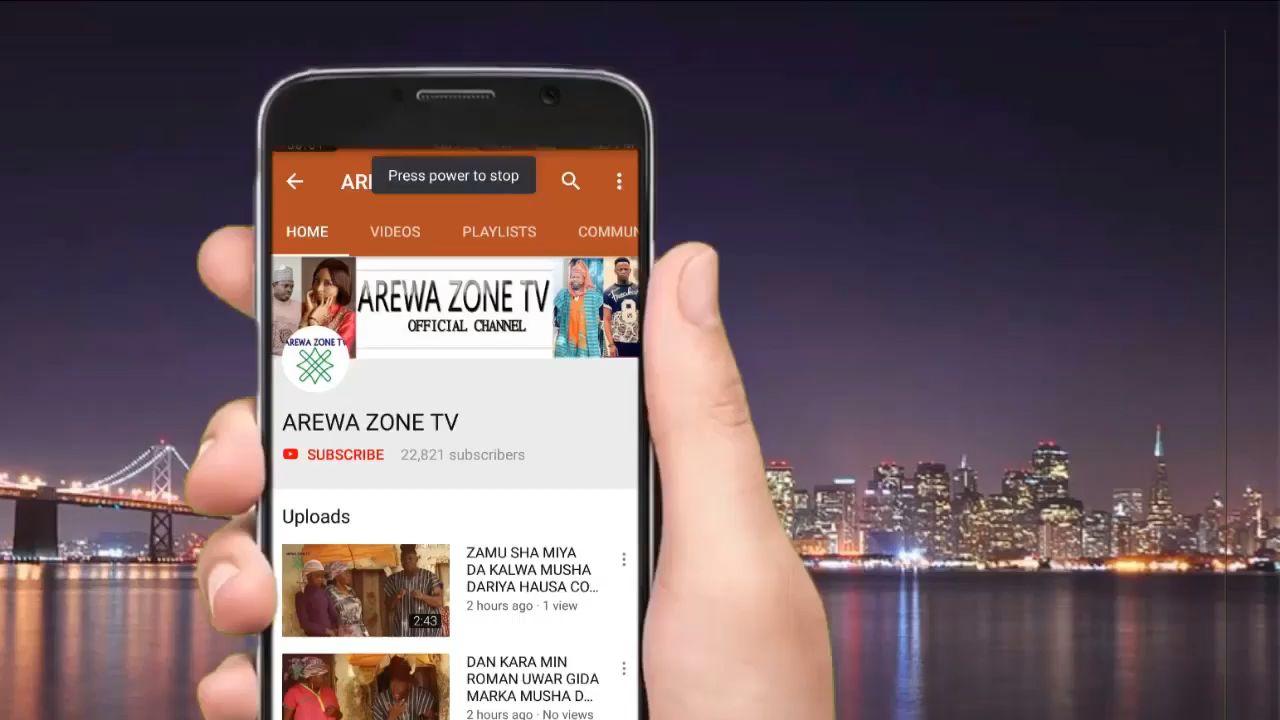 ARE
Press power to stop
HOME VIDEOS PLAYLISTS COMMUN
AREWA ZONE TV
OFFICIAL CHANNEL
AREWA ZONE TV
AREWA ZONE TV
SUBSCRIBE 22,821 subscribers
Uploads
ZAMU SHA MIYA
DA KALWA MUSHA
DARIYA HAUSA CO...
2 hours ago · 1 view
2:43
DAN KARA MIN
ROMAN UWAR GIDA
MARKA MUSHA D...
2 hours ago · No views